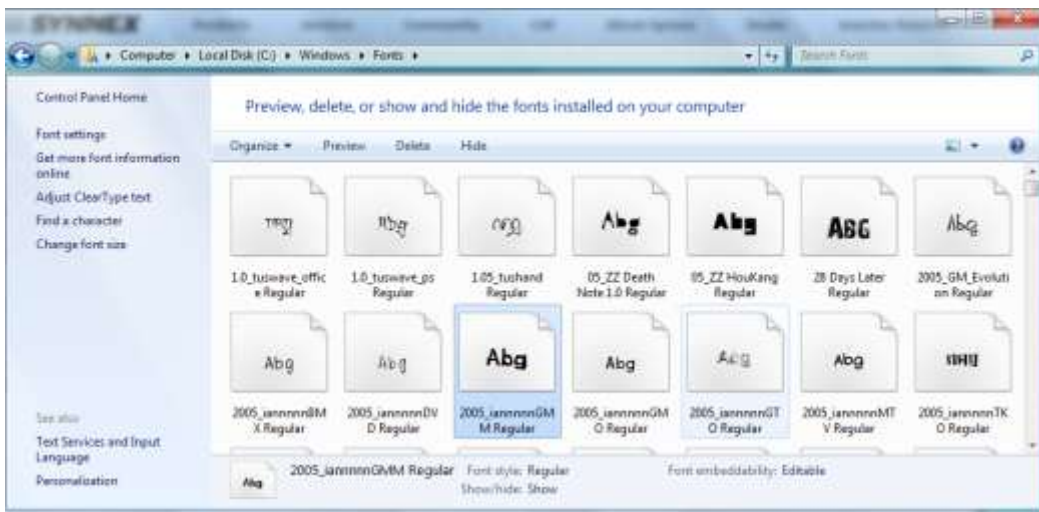 SYNNEX
Computer ▸ Local Disk (C:) ▸ Windows ▸ Fonts ▸
Search Fonts
Control Panel Home
Font settings
Get more font information
online
Adjust ClearType text
Find a character
Change font size
See also
Text Services and Input
Language
Personalization
Preview, delete, or show and hide the fonts installed on your computer
Organize
Preview
Delete
Hide
Abg
Abg
Abg
ABG
Abg
1.0_tuswave_offic
e Regular
1.0_tuswave_ps
Regular
1.05_tushand
Regular
05_ZZ Death
Note 1.0 Regular
05_ZZ HouKang
Regular
28 Days Later
Regular
2005_GM_Evoluti
on Regular
Abg
Abg
Abg
Abg
Abg
Abg
2005_iannnnnBM
X Regular
2005_iannnnnDV
D Regular
2005_iannnnnGM
M Regular
2005_iannnnnGM
O Regular
2005_iannnnnGT
O Regular
2005_iannnnnMT
V Regular
2005_iannnnnTK
O Regular
Abg
2005_iannnnnGMM Regular
Font style: Regular
Show/hide: Show
Font embeddability: Editable